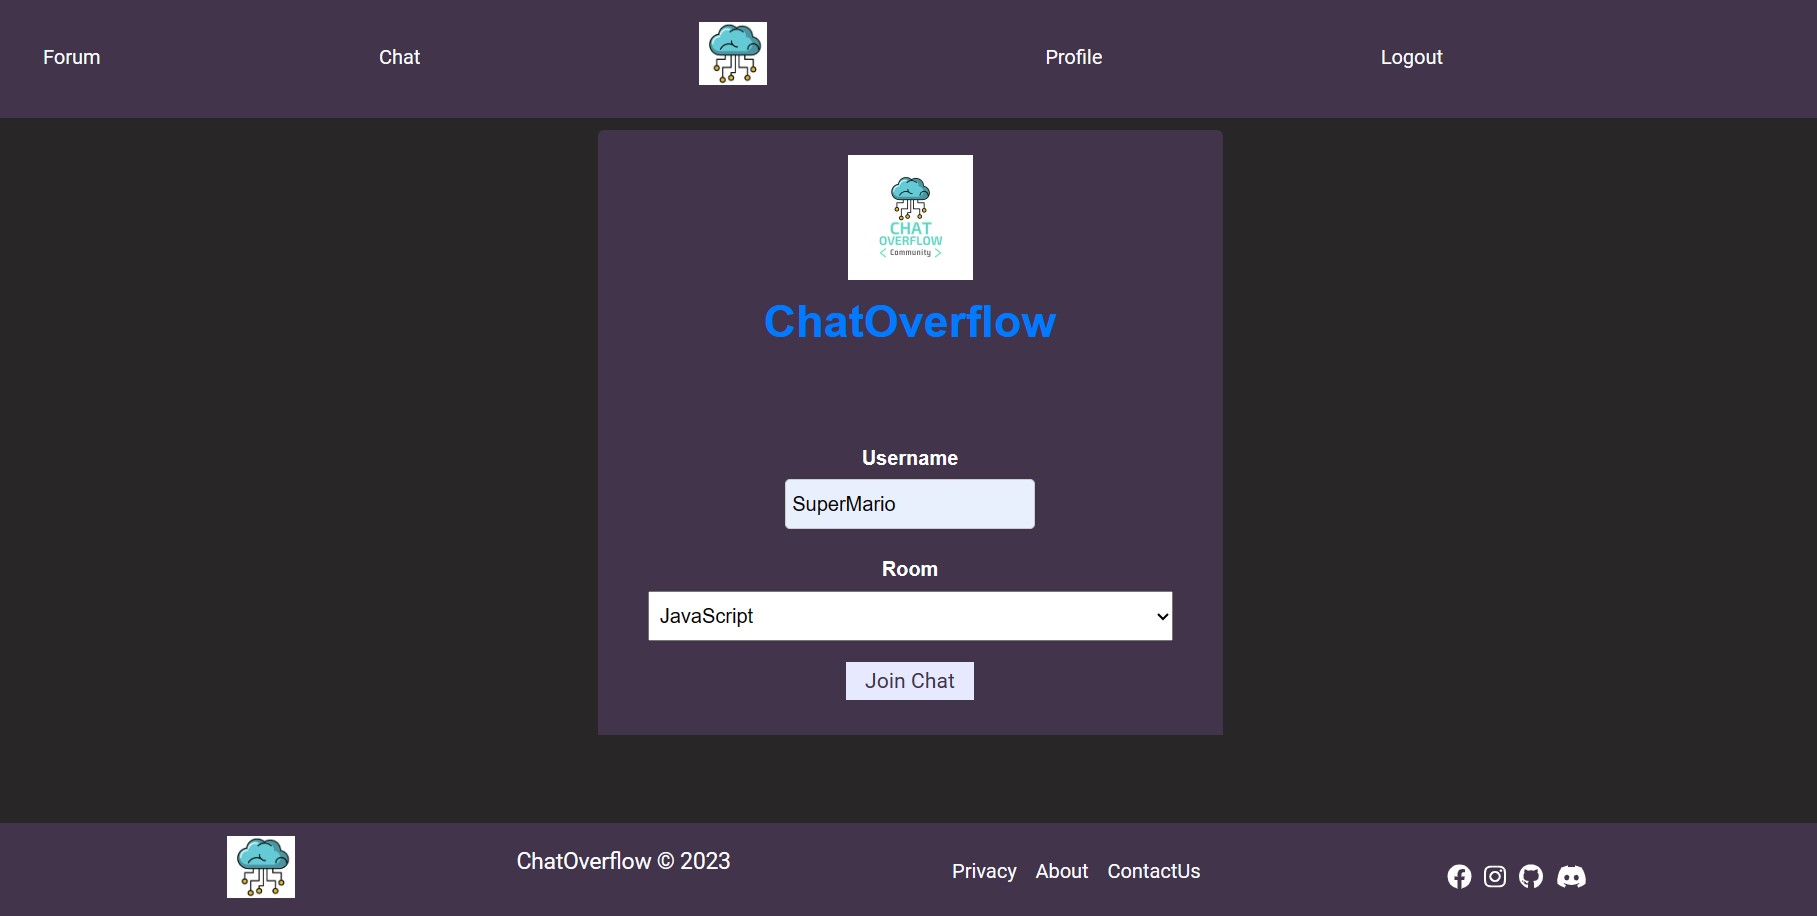 Forum Chat Profile Logout
CHAT
OVERFLOW
< Community >
ChatOverflow
Username
SuperMario
Room
JavaScript
Join Chat
ChatOverflow © 2023
Privacy About ContactUs